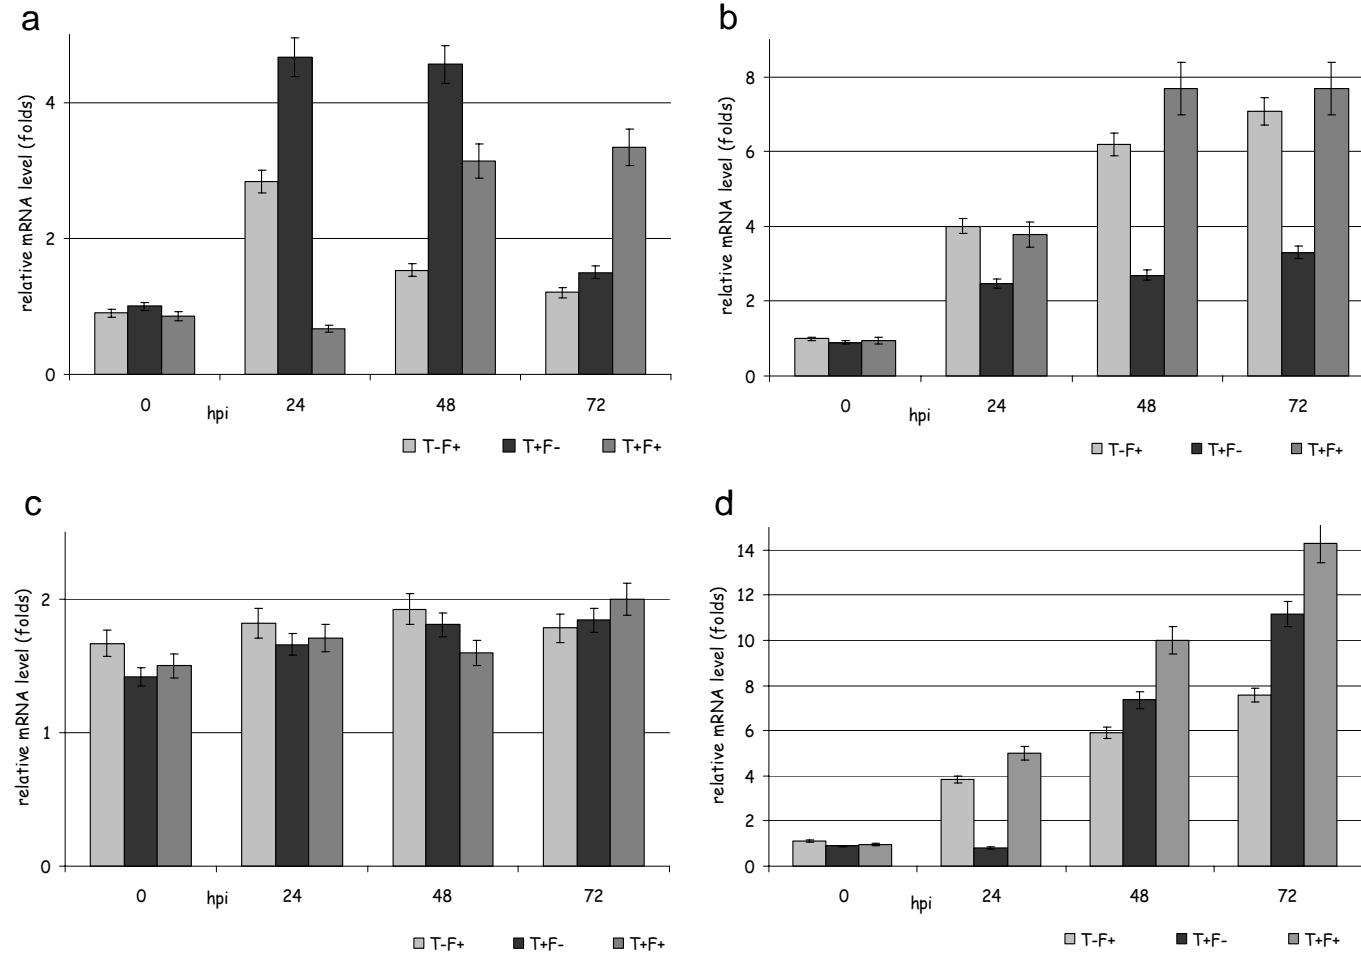 a
relative mRNA level (folds)
4
2
0
0 24 48 72
hpi
T-F+ T+F- T+F+
b
relative mRNA level (folds)
8
6
4
2
0
0 24 48 72
hpi
T-F+ T+F- T+F+
c
relative mRNA level (folds)
2
1
0
0 24 48 72
hpi
T-F+ T+F- T+F+
d
relative mRNA level (folds)
14
12
10
8
6
4
2
0
0 24 48 72
hpi
T-F+ T+F- T+F+